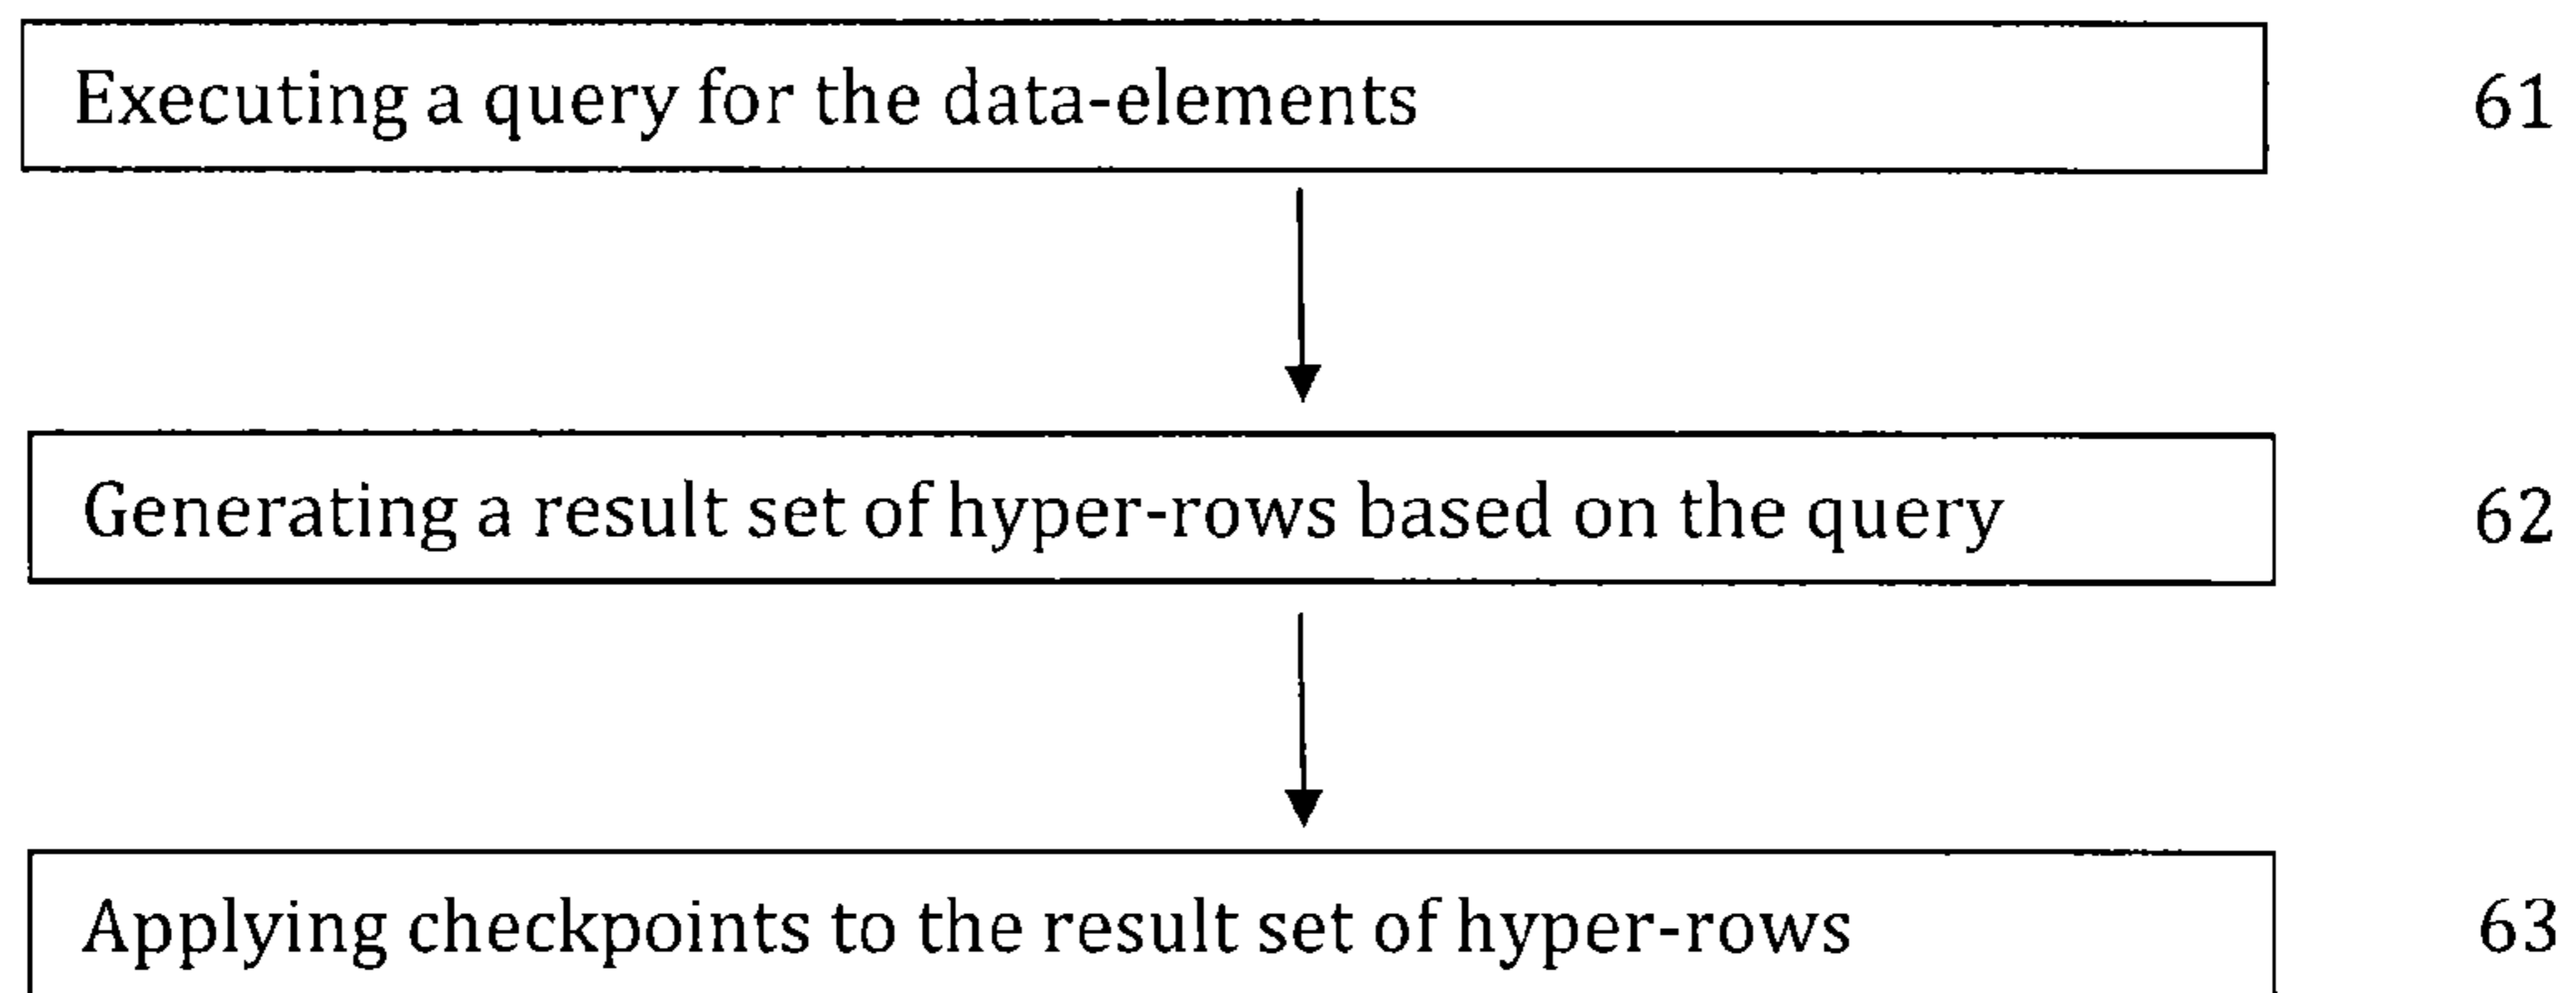 Executing a query for the data-elements 61
Generating a result set of hyper-rows based on the query 62
Applying checkpoints to the result set of hyper-rows 63